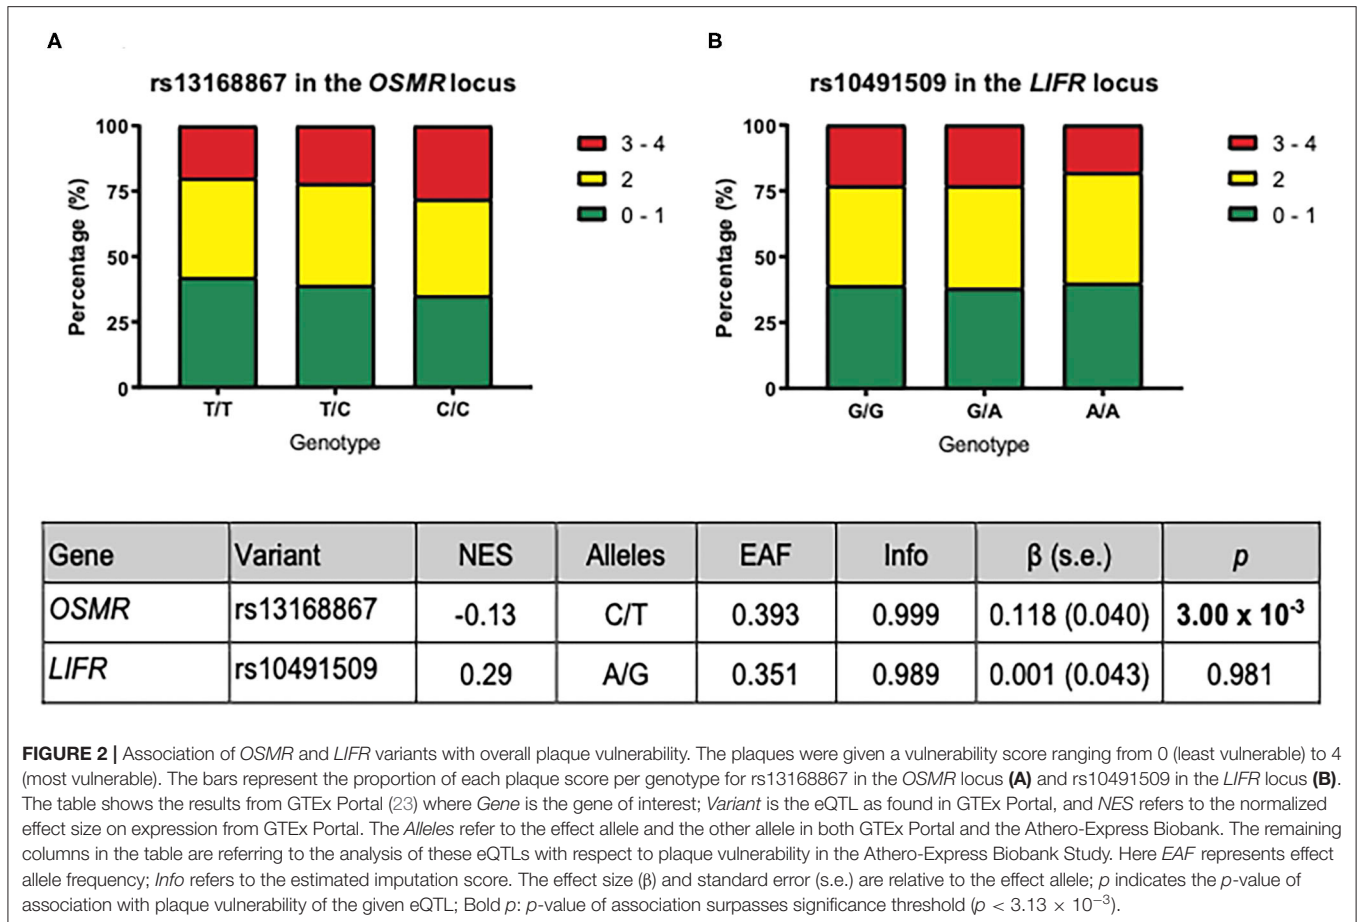 A
B
rs13168867 in the OSMR locus
rs10491509 in the LIFR locus
Percentage (%)
100
75
50
25
0
T/T T/C C/C
Genotype
3 - 4
2
0 - 1
Percentage (%)
100
75
50
25
0
G/G G/A A/A
Genotype
3 - 4
2
0 - 1
Gene Variant NES Alleles EAF Info β (s.e.) p
OSMR rs13168867 -0.13 C/T 0.393 0.999 0.118 (0.040) 3.00 x 10⁻³
LIFR rs10491509 0.29 A/G 0.351 0.989 0.001 (0.043) 0.981
FIGURE 2 | Association of OSMR and LIFR variants with overall plaque vulnerability. The plaques were given a vulnerability score ranging from 0 (least vulnerable) to 4
(most vulnerable). The bars represent the proportion of each plaque score per genotype for rs13168867 in the OSMR locus (A) and rs10491509 in the LIFR locus (B).
The table shows the results from GTEx Portal (23) where Gene is the gene of interest; Variant is the eQTL as found in GTEx Portal, and NES refers to the normalized
effect size on expression from GTEx Portal. The Alleles refer to the effect allele and the other allele in both GTEx Portal and the Athero-Express Biobank. The remaining
columns in the table are referring to the analysis of these eQTLs with respect to plaque vulnerability in the Athero-Express Biobank Study. Here EAF represents effect
allele frequency; Info refers to the estimated imputation score. The effect size (β) and standard error (s.e.) are relative to the effect allele; p indicates the p-value of
association with plaque vulnerability of the given eQTL; Bold p: p-value of association surpasses significance threshold (p < 3.13 × 10⁻³).